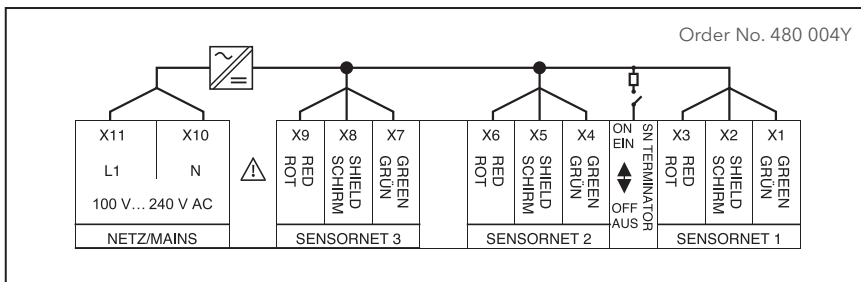 Order No. 480 004Y
X11
X10
L1
N
100 V... 240 V AC
NETZ/MAINS
X9
RED
ROT
X8
SHIELD
SCHIRM
X7
GREEN
GRÜN
SENSORNET 3
X6
RED
ROT
X5
SHIELD
SCHIRM
X4
GREEN
GRÜN
SENSORNET 2
ON
EIN
OFF
AUS
SN TERMINATOR
X3
RED
ROT
X2
SHIELD
SCHIRM
X1
GREEN
GRÜN
SENSORNET 1